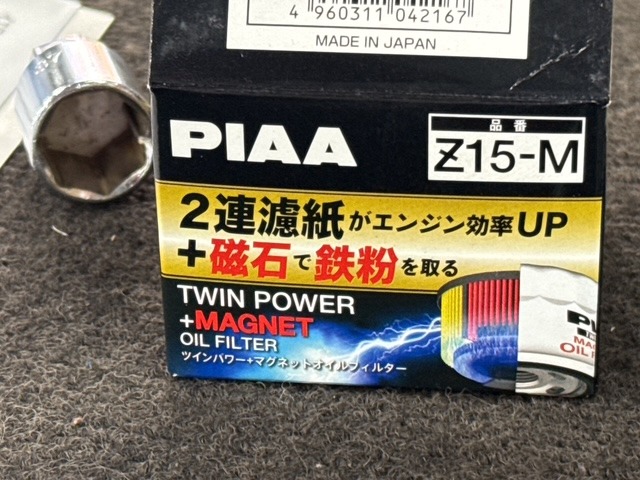 4 960311 042167
MADE IN JAPAN
PIAA
品番
Z15-M
2連濾紙がエンジン効率UP
+磁石で鉄粉を取る
TWIN POWER
+MAGNET
OIL FILTER
ツインパワー+マグネットオイルフィルター
PIAA